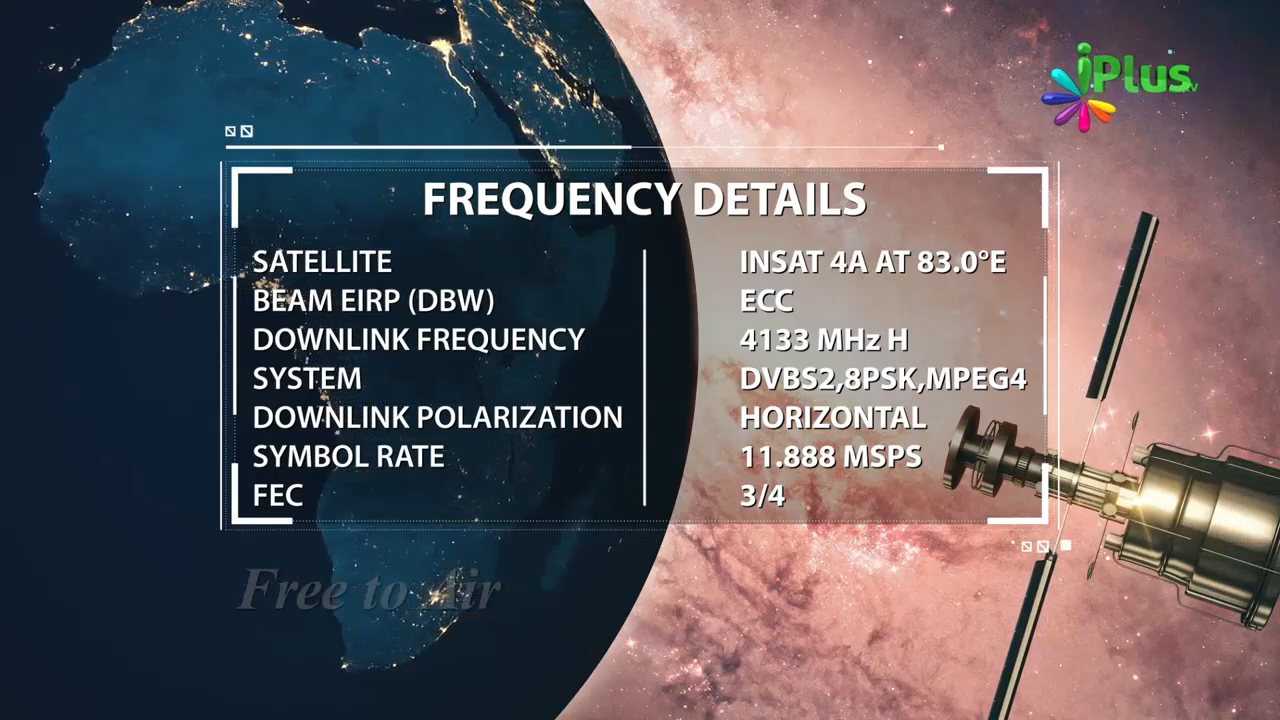 iPlus
TV
FREQUENCY DETAILS
SATELLITE INSAT 4A AT 83.0°E
BEAM EIRP (DBW) ECC
DOWNLINK FREQUENCY 4133 MHz H
SYSTEM DVBS2,8PSK,MPEG4
DOWNLINK POLARIZATION HORIZONTAL
SYMBOL RATE 11.888 MSPS
FEC 3/4
Free to Air